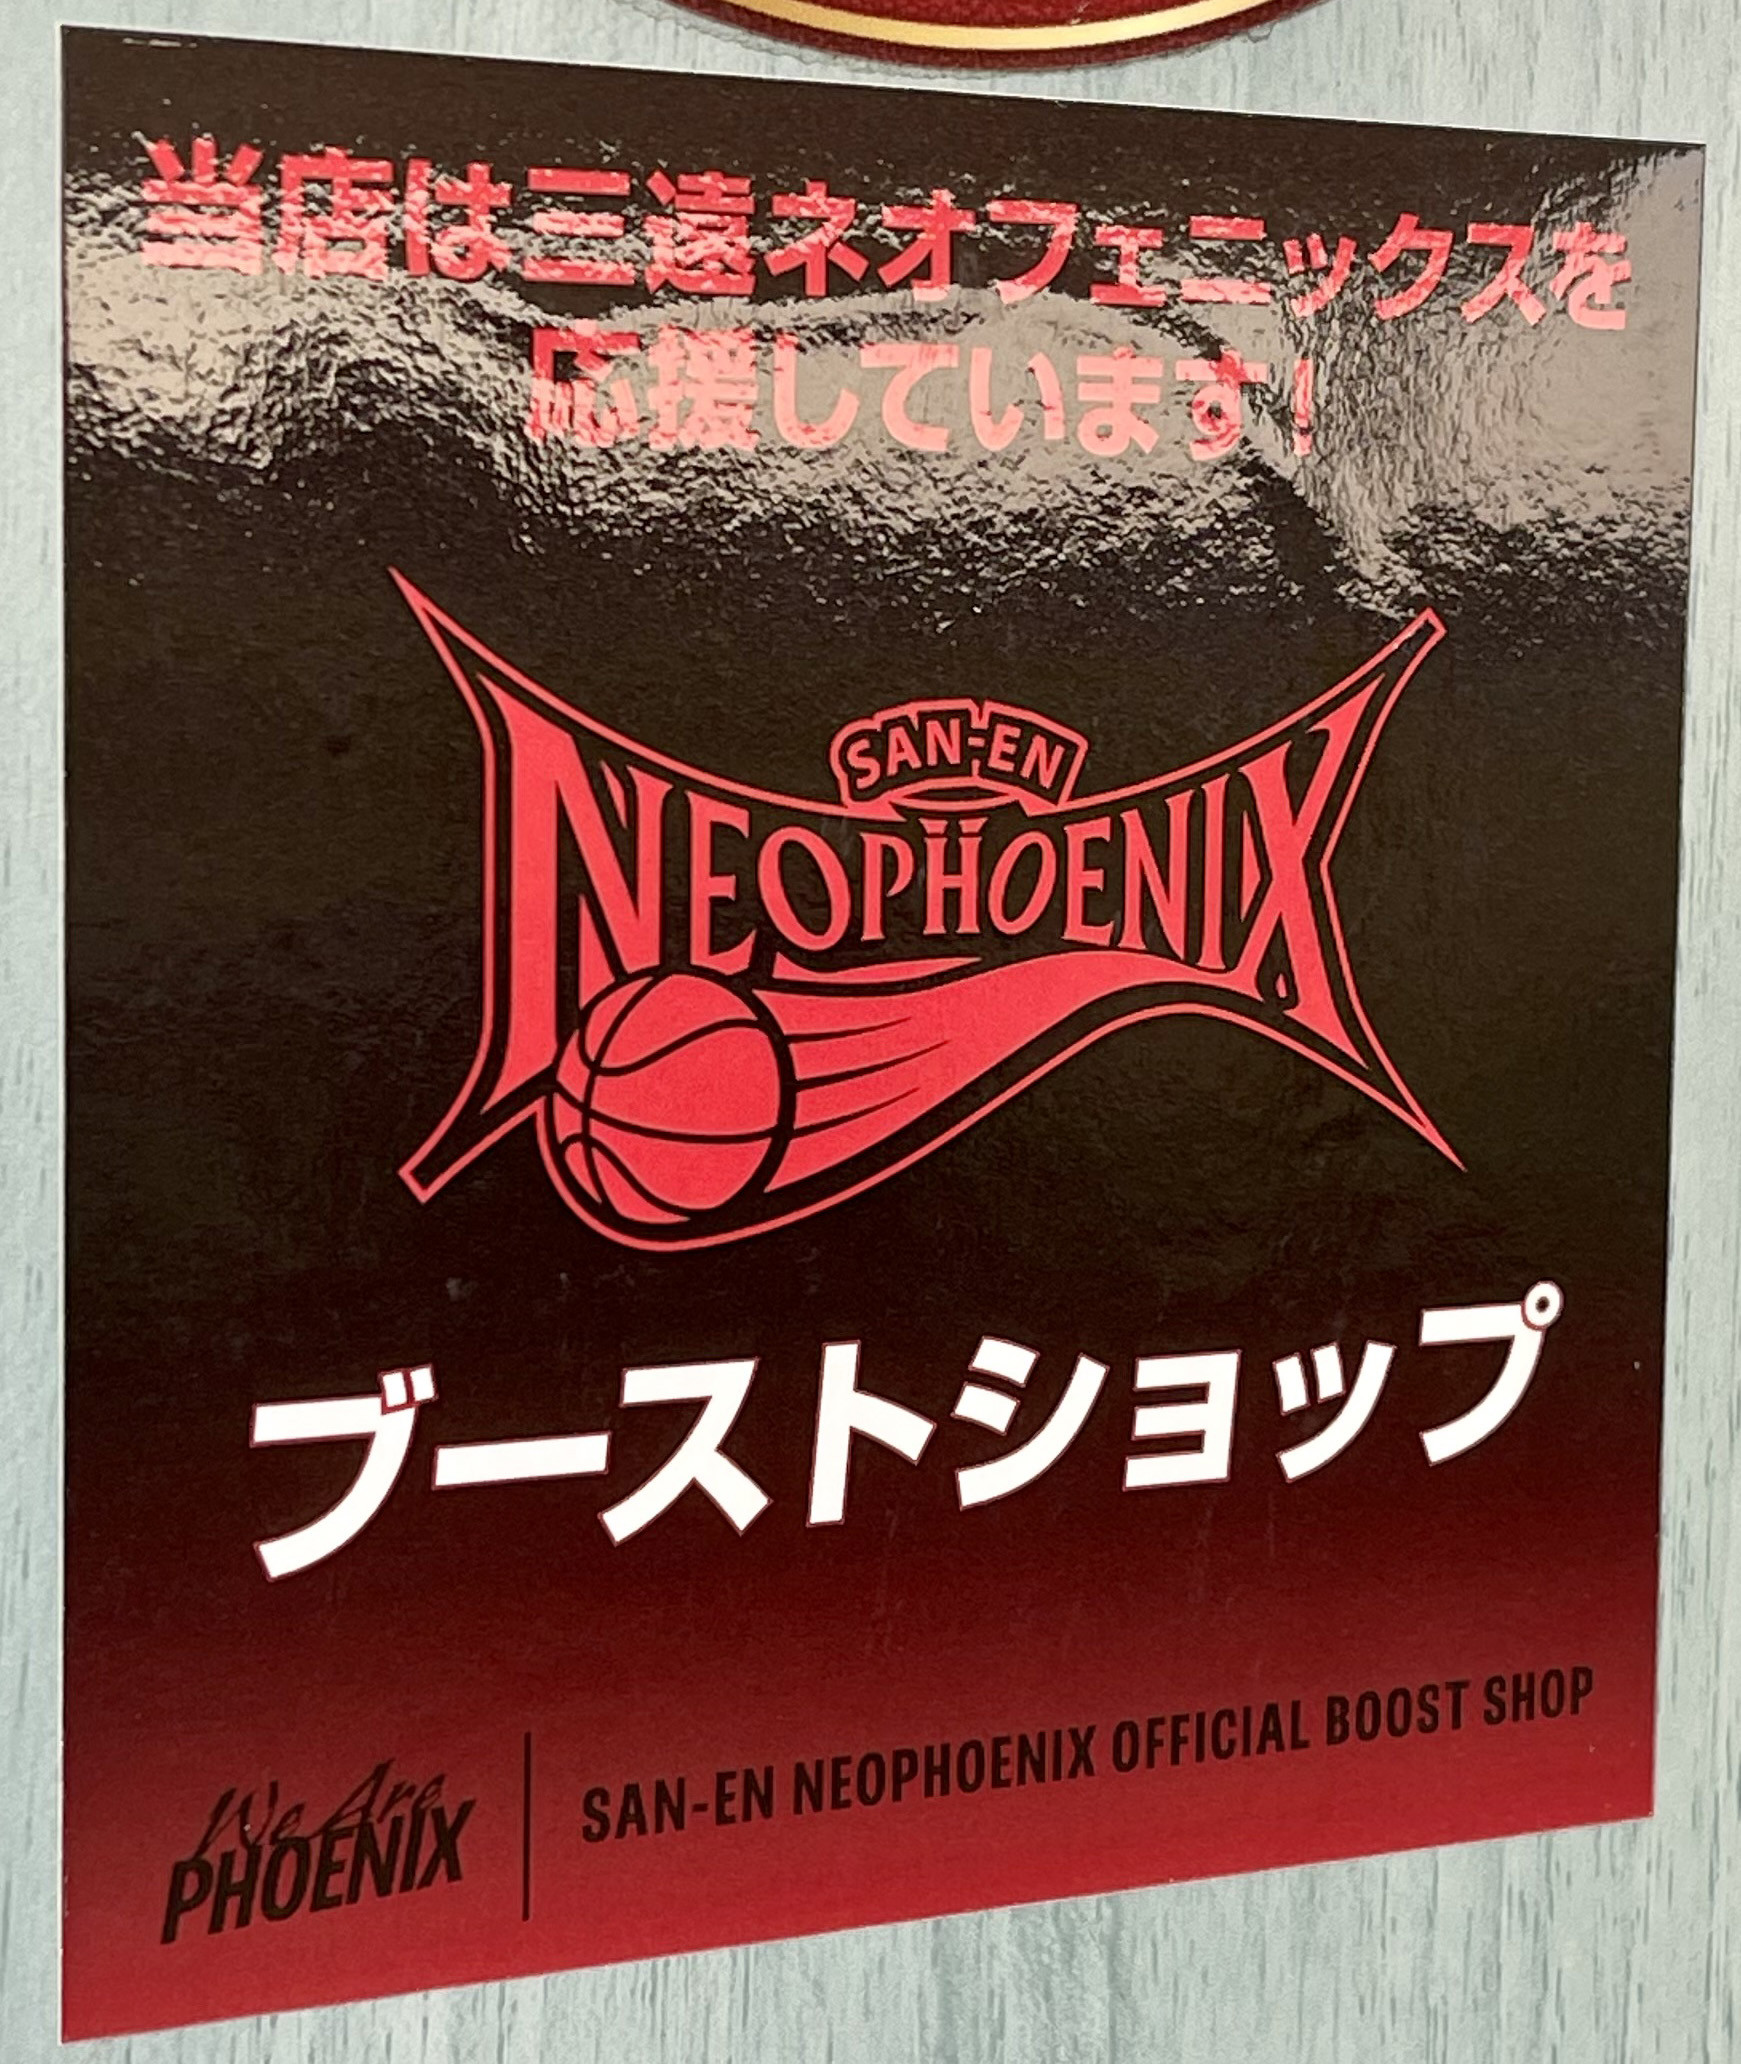 当店は三遠ネオフェニックスを
応援しています!
SAN-EN
NEOPHOENIX
ブーストショップ
We Are
PHOENIX
SAN-EN NEOPHOENIX OFFICIAL BOOST SHOP